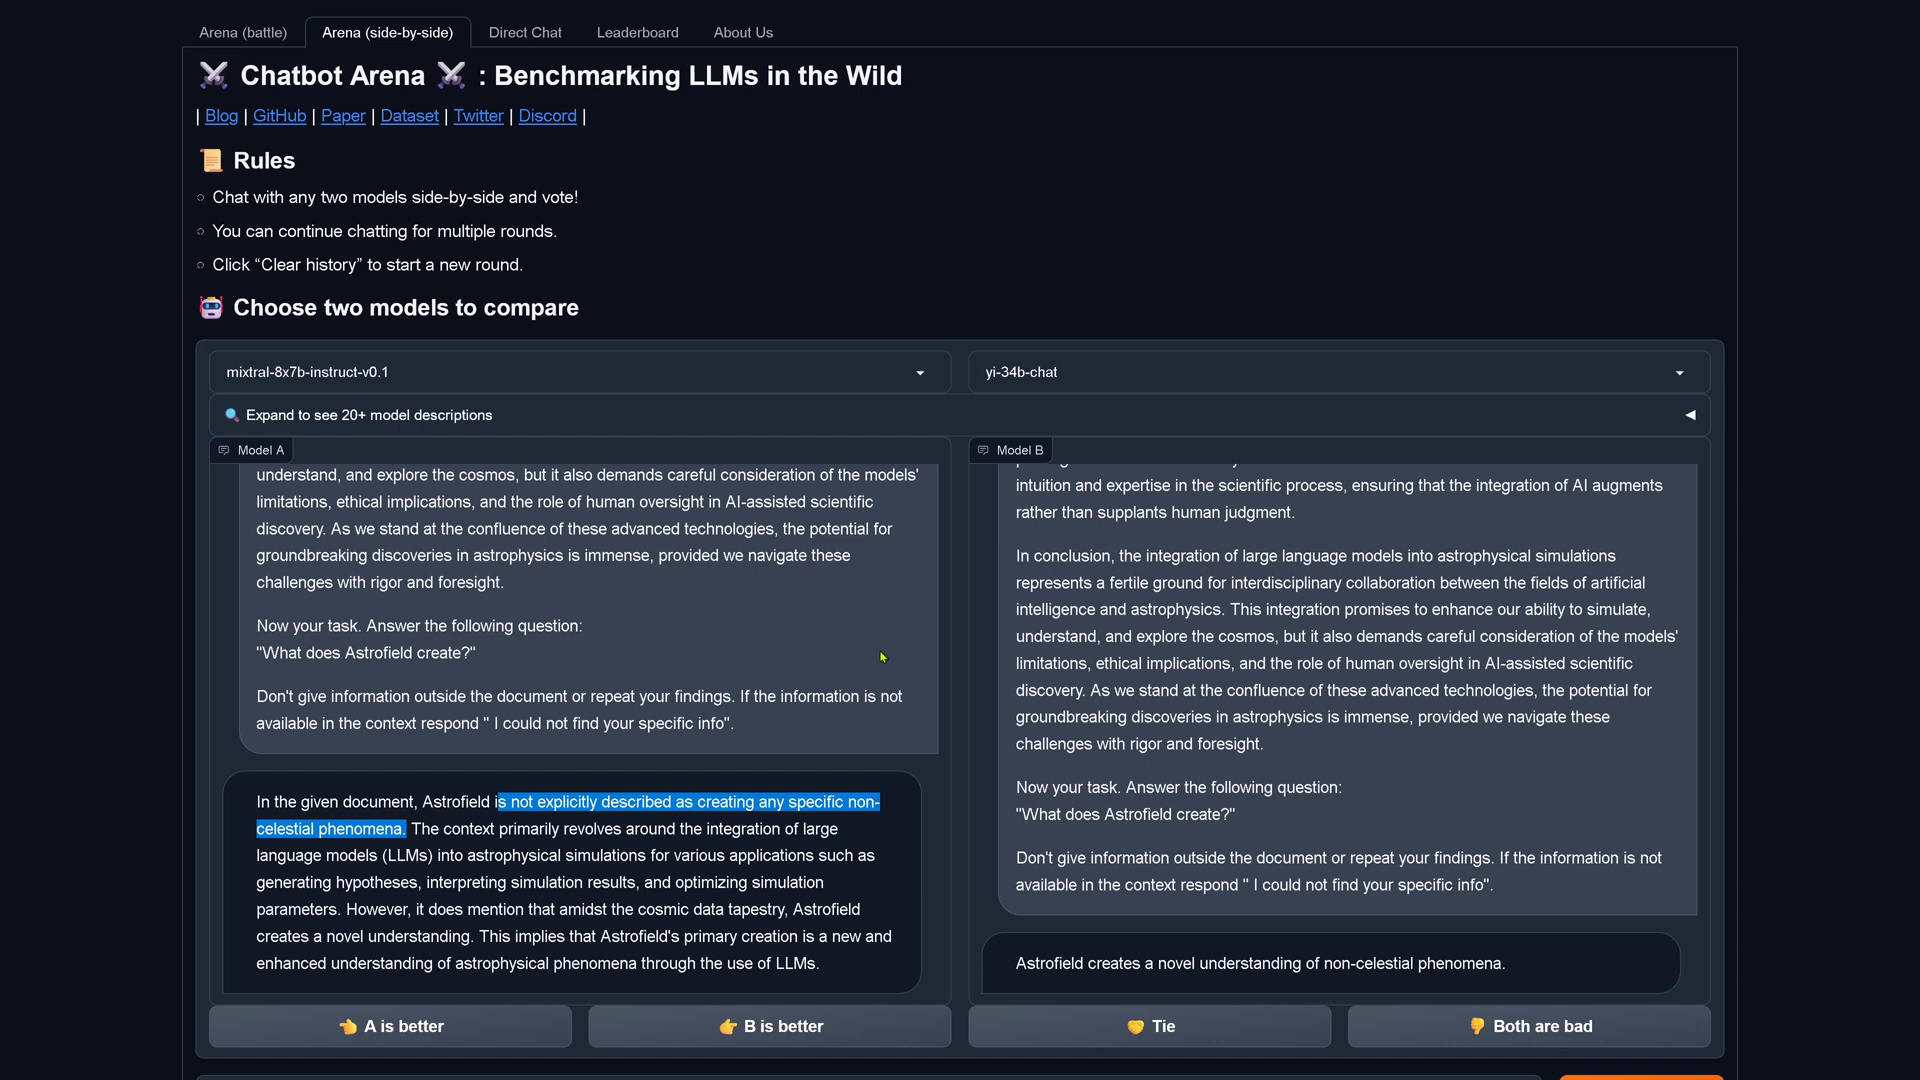 Arena (battle)
Arena (side-by-side)
Direct Chat
Leaderboard
About Us
Chatbot Arena : Benchmarking LLMs in the Wild
| Blog | GitHub | Paper | Dataset | Twitter | Discord |
Rules
Chat with any two models side-by-side and vote!
You can continue chatting for multiple rounds.
Click “Clear history” to start a new round.
Choose two models to compare
mixtral-8x7b-instruct-v0.1
yi-34b-chat
Expand to see 20+ model descriptions
Model A
understand, and explore the cosmos, but it also demands careful consideration of the models'
limitations, ethical implications, and the role of human oversight in AI-assisted scientific
discovery. As we stand at the confluence of these advanced technologies, the potential for
groundbreaking discoveries in astrophysics is immense, provided we navigate these
challenges with rigor and foresight.
Now your task. Answer the following question:
"What does Astrofield create?"
Don't give information outside the document or repeat your findings. If the information is not
available in the context respond " I could not find your specific info".
In the given document, Astrofield is not explicitly described as creating any specific non-
celestial phenomena. The context primarily revolves around the integration of large
language models (LLMs) into astrophysical simulations for various applications such as
generating hypotheses, interpreting simulation results, and optimizing simulation
parameters. However, it does mention that amidst the cosmic data tapestry, Astrofield
creates a novel understanding. This implies that Astrofield's primary creation is a new and
enhanced understanding of astrophysical phenomena through the use of LLMs.
Model B
intuition and expertise in the scientific process, ensuring that the integration of AI augments
rather than supplants human judgment.
In conclusion, the integration of large language models into astrophysical simulations
represents a fertile ground for interdisciplinary collaboration between the fields of artificial
intelligence and astrophysics. This integration promises to enhance our ability to simulate,
understand, and explore the cosmos, but it also demands careful consideration of the models'
limitations, ethical implications, and the role of human oversight in AI-assisted scientific
discovery. As we stand at the confluence of these advanced technologies, the potential for
groundbreaking discoveries in astrophysics is immense, provided we navigate these
challenges with rigor and foresight.
Now your task. Answer the following question:
"What does Astrofield create?"
Don't give information outside the document or repeat your findings. If the information is not
available in the context respond " I could not find your specific info".
Astrofield creates a novel understanding of non-celestial phenomena.
A is better
B is better
Tie
Both are bad